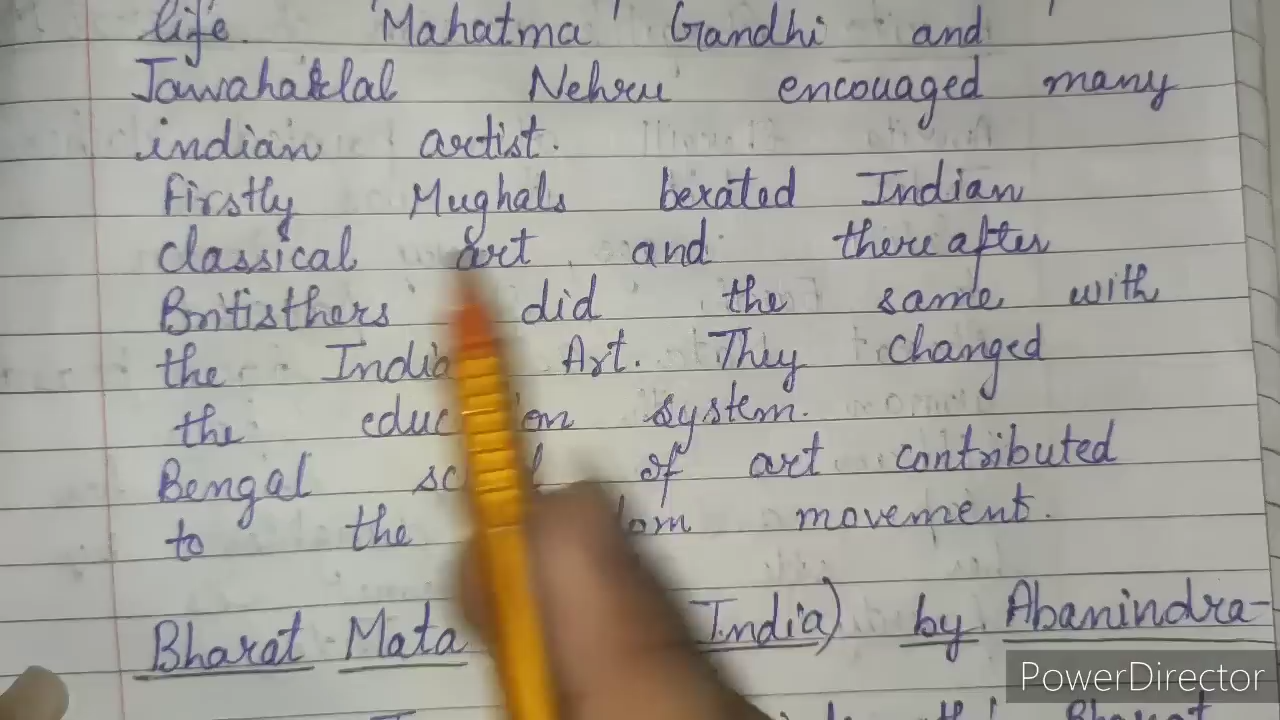 life. 'Mahatma' Gandhi and
Jawaharlal Nehru encouaged many
indian artist.
Firstly Mughals berated Indian
classical art and thereafter
Britisthers did the same with
the Art. They changed
the system.
Bengal of art contributed
to the movement.
Bharat Mata India) by Abanindra-
PowerDirector
Bharat